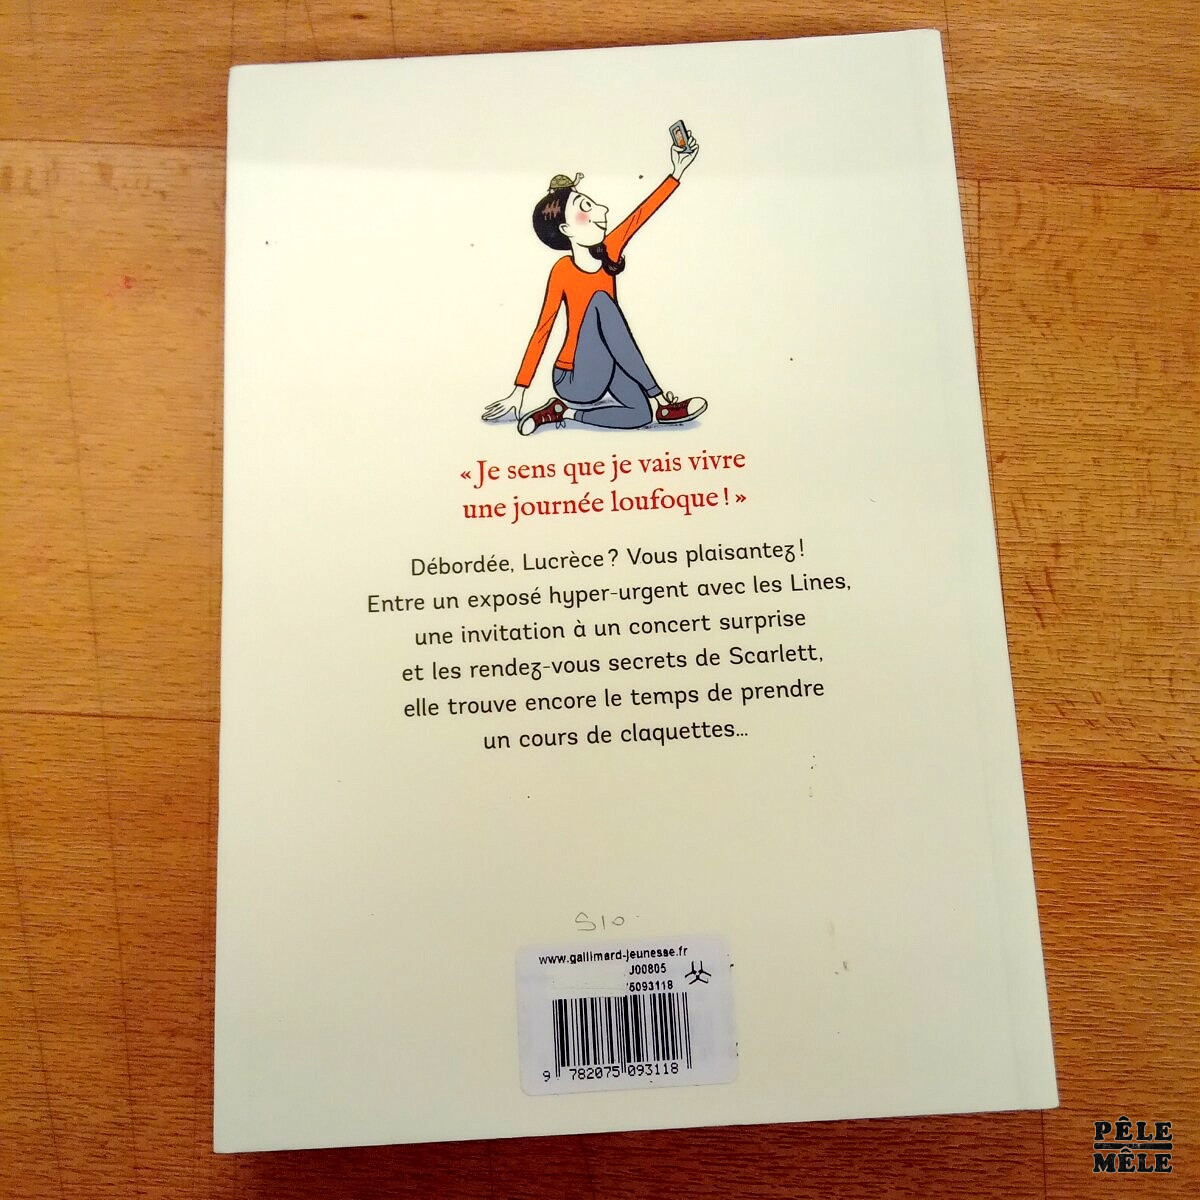 « Je sens que je vais vivre
une journée loufoque ! »
Débordée, Lucrèce ? Vous plaisantez !
Entre un exposé hyper-urgent avec les Lines,
une invitation à un concert surprise
et les rendez-vous secrets de Scarlett,
elle trouve encore le temps de prendre
un cours de claquettes...
S10
www.gallimard-jeunesse.fr
J00805
5093118
9 782075 093118
PÊLE
MÊLE